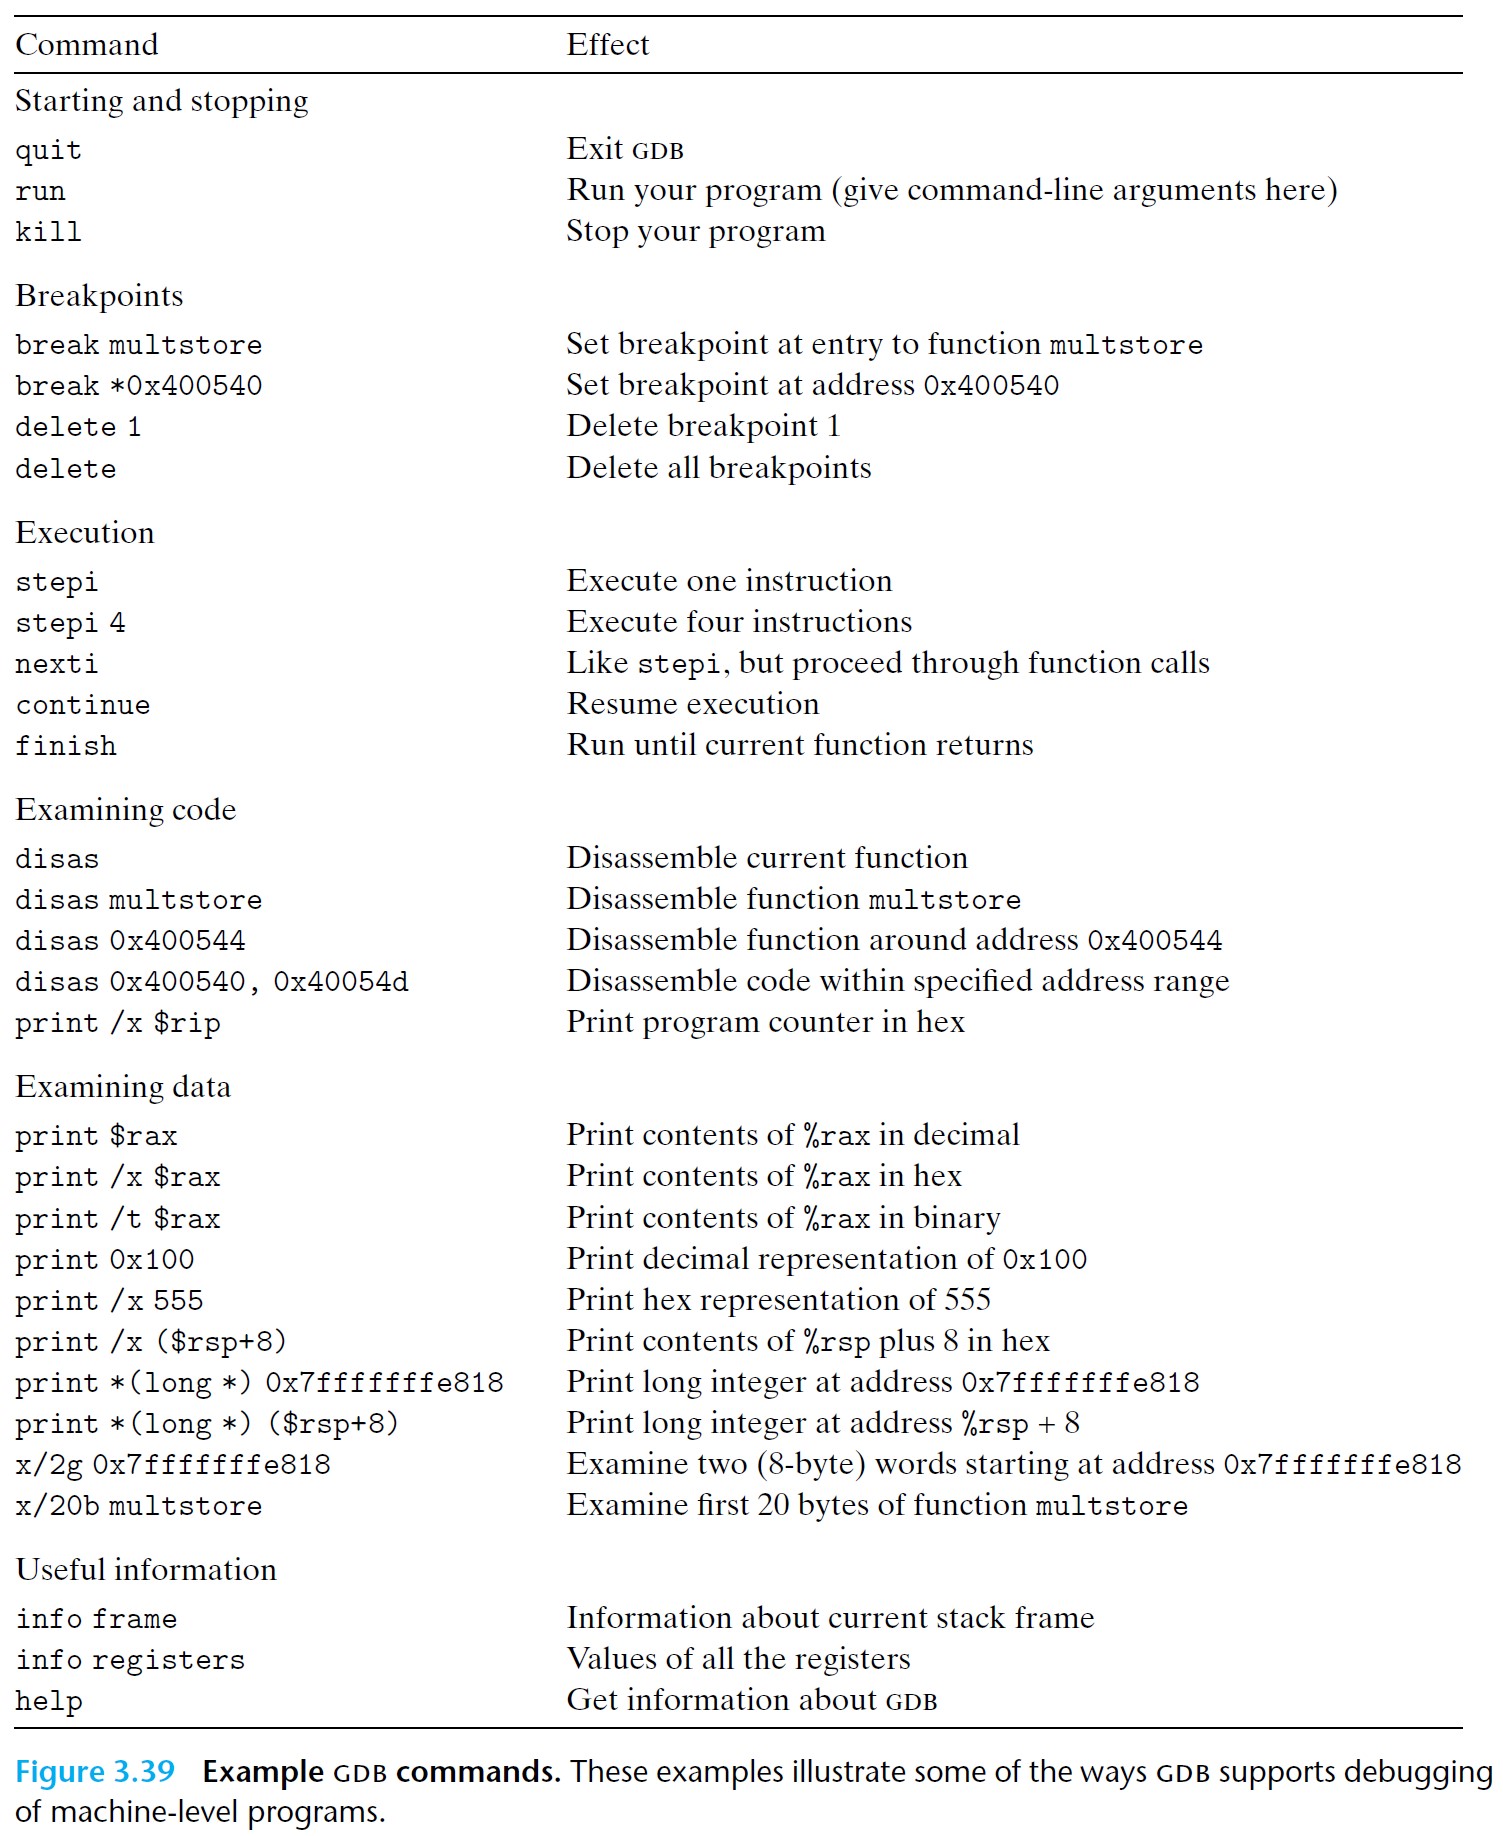 Command Effect
Starting and stopping
quit Exit GDB
run Run your program (give command-line arguments here)
kill Stop your program
Breakpoints
break multstore Set breakpoint at entry to function multstore
break *0x400540 Set breakpoint at address 0x400540
delete 1 Delete breakpoint 1
delete Delete all breakpoints
Execution
stepi Execute one instruction
stepi 4 Execute four instructions
nexti Like stepi, but proceed through function calls
continue Resume execution
finish Run until current function returns
Examining code
disas Disassemble current function
disas multstore Disassemble function multstore
disas 0x400544 Disassemble function around address 0x400544
disas 0x400540, 0x40054d Disassemble code within specified address range
print /x $rip Print program counter in hex
Examining data
print $rax Print contents of %rax in decimal
print /x $rax Print contents of %rax in hex
print /t $rax Print contents of %rax in binary
print 0x100 Print decimal representation of 0x100
print /x 555 Print hex representation of 555
print /x ($rsp+8) Print contents of %rsp plus 8 in hex
print *(long *) 0x7fffffffe818 Print long integer at address 0x7fffffffe818
print *(long *) ($rsp+8) Print long integer at address %rsp + 8
x/2g 0x7fffffffe818 Examine two (8-byte) words starting at address 0x7fffffffe818
x/20b multstore Examine first 20 bytes of function multstore
Useful information
info frame Information about current stack frame
info registers Values of all the registers
help Get information about GDB
Figure 3.39 Example GDB commands. These examples illustrate some of the ways GDB supports debugging
of machine-level programs.